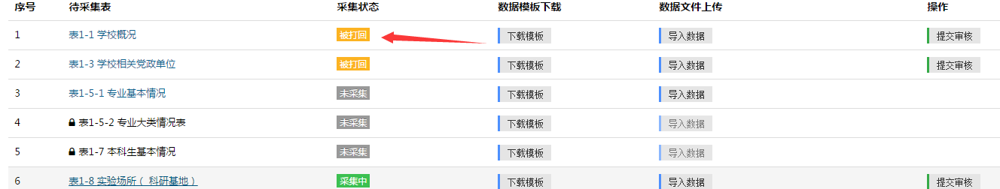 序号 待采集表 采集状态 数据模板下载 数据文件上传 操作
1 表1-1 学校概况 被打回 下载模板 导入数据 提交审核
2 表1-3 学校相关党政单位 被打回 下载模板 导入数据 提交审核
3 表1-5-1 专业基本情况 未采集 下载模板 导入数据
4 表1-5-2 专业大类情况表 未采集 下载模板 导入数据
5 表1-7 本科生基本情况 未采集 下载模板 导入数据
6 表1-8 实验场所（ 科研基地） 采集中 下载模板 导入数据 提交审核